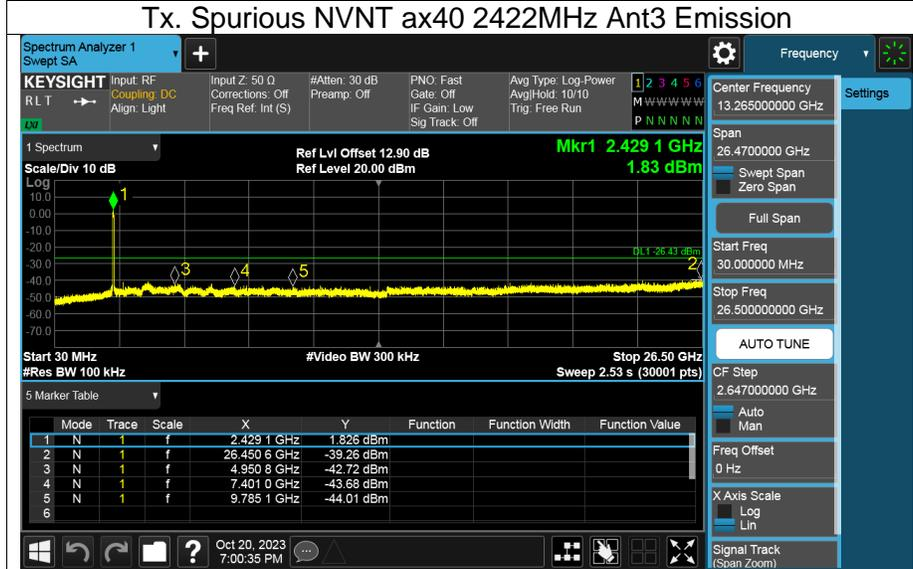 Tx. Spurious NVNT ax40 2422MHz Ant3 Emission
Spectrum Analyzer 1
Swept SA
+
Frequency
KEYSIGHT
RLT
LXI
Input: RF
Coupling: DC
Align: Light
Input Z: 50 Ω
Corrections: Off
Freq Ref: Int (S)
#Atten: 30 dB
Preamp: Off
PNO: Fast
Gate: Off
IF Gain: Low
Sig Track: Off
Avg Type: Log-Power
Avg|Hold: 10/10
Trig: Free Run
1 2 3 4 5 6
M W W W W W
P N N N N N
1 Spectrum
Scale/Div 10 dB
Ref Lvl Offset 12.90 dB
Ref Level 20.00 dBm
Mkr1 2.429 1 GHz
1.83 dBm
Log
10.0
0.00
-10.0
-20.0
-30.0
-40.0
-50.0
-60.0
-70.0
1
2
3
4
5
DL1 -26.43 dBm
Start 30 MHz
#Res BW 100 kHz
#Video BW 300 kHz
Stop 26.50 GHz
Sweep 2.53 s (30001 pts)
5 Marker Table
Mode Trace Scale X Y Function Function Width Function Value
1 N 1 f 2.429 1 GHz 1.826 dBm
2 N 1 f 26.450 6 GHz -39.26 dBm
3 N 1 f 4.950 8 GHz -42.72 dBm
4 N 1 f 7.401 0 GHz -43.68 dBm
5 N 1 f 9.785 1 GHz -44.01 dBm
6
?
Oct 20, 2023
7:00:35 PM
Center Frequency
13.265000000 GHz
Settings
Span
26.4700000 GHz
Swept Span
Zero Span
Full Span
Start Freq
30.000000 MHz
Stop Freq
26.500000000 GHz
AUTO TUNE
CF Step
2.647000000 GHz
Auto
Man
Freq Offset
0 Hz
X Axis Scale
Log
Lin
Signal Track
(Span Zoom)